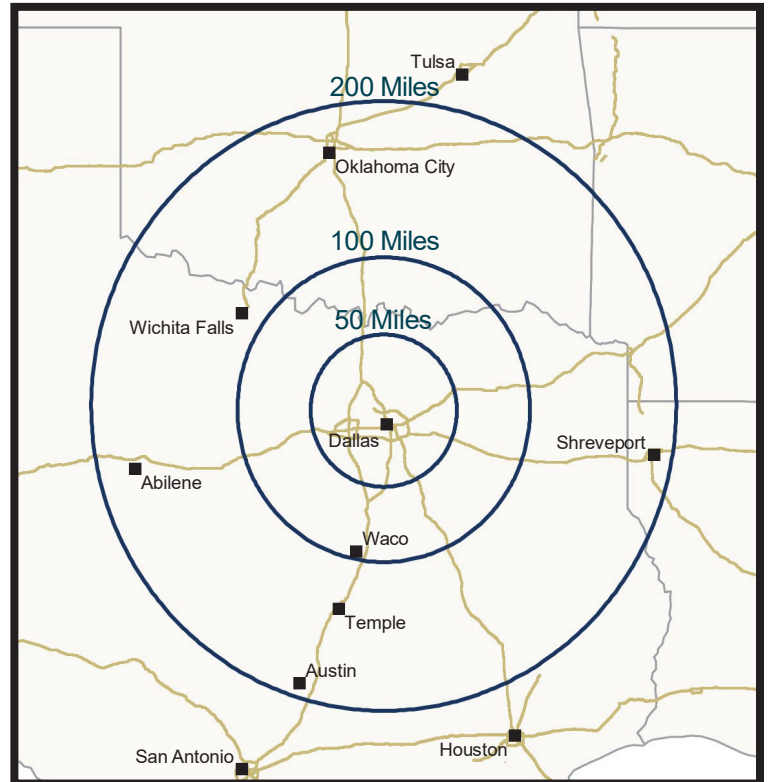 Tulsa
200 Miles
Oklahoma City
100 Miles
Wichita Falls
50 Miles
Dallas
Shreveport
Abilene
Waco
Temple
Austin
Houston
San Antonio